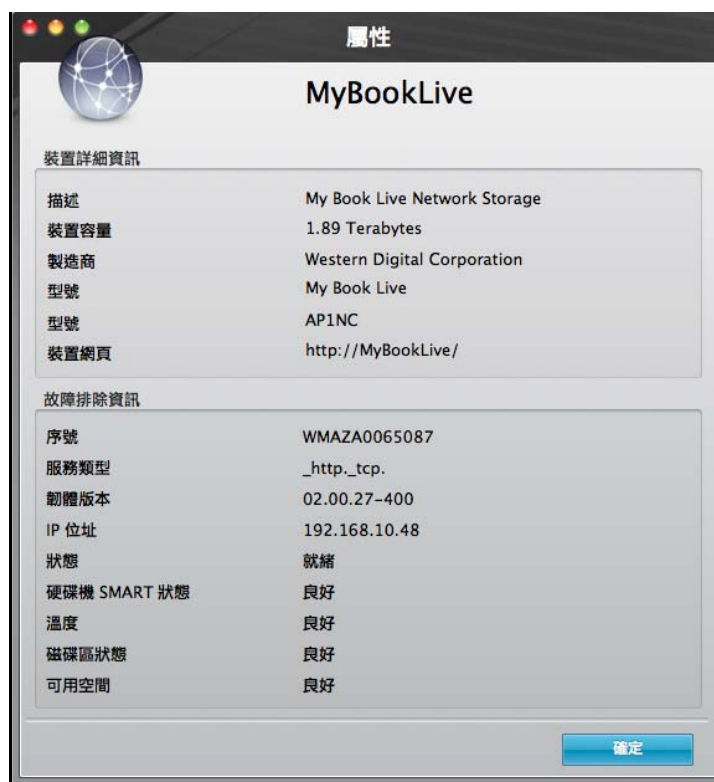 屬性
MyBookLive
裝置詳細資訊
描述 My Book Live Network Storage
裝置容量 1.89 Terabytes
製造商 Western Digital Corporation
型號 My Book Live
型號 AP1NC
裝置網頁 http://MyBookLive/
故障排除資訊
序號 WMAZA0065087
服務類型 _http._tcp.
韌體版本 02.00.27-400
IP 位址 192.168.10.48
狀態 就緒
硬碟機 SMART 狀態 良好
溫度 良好
磁碟區狀態 良好
可用空間 良好
確定